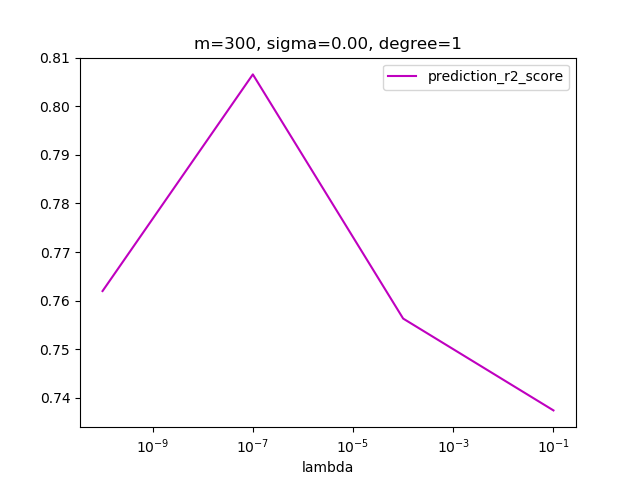 m=300, sigma=0.00, degree=1
prediction_r2_score
0.81
0.80
0.79
0.78
0.77
0.76
0.75
0.74
10⁻⁹ 10⁻⁷ 10⁻⁵ 10⁻³ 10⁻¹
lambda